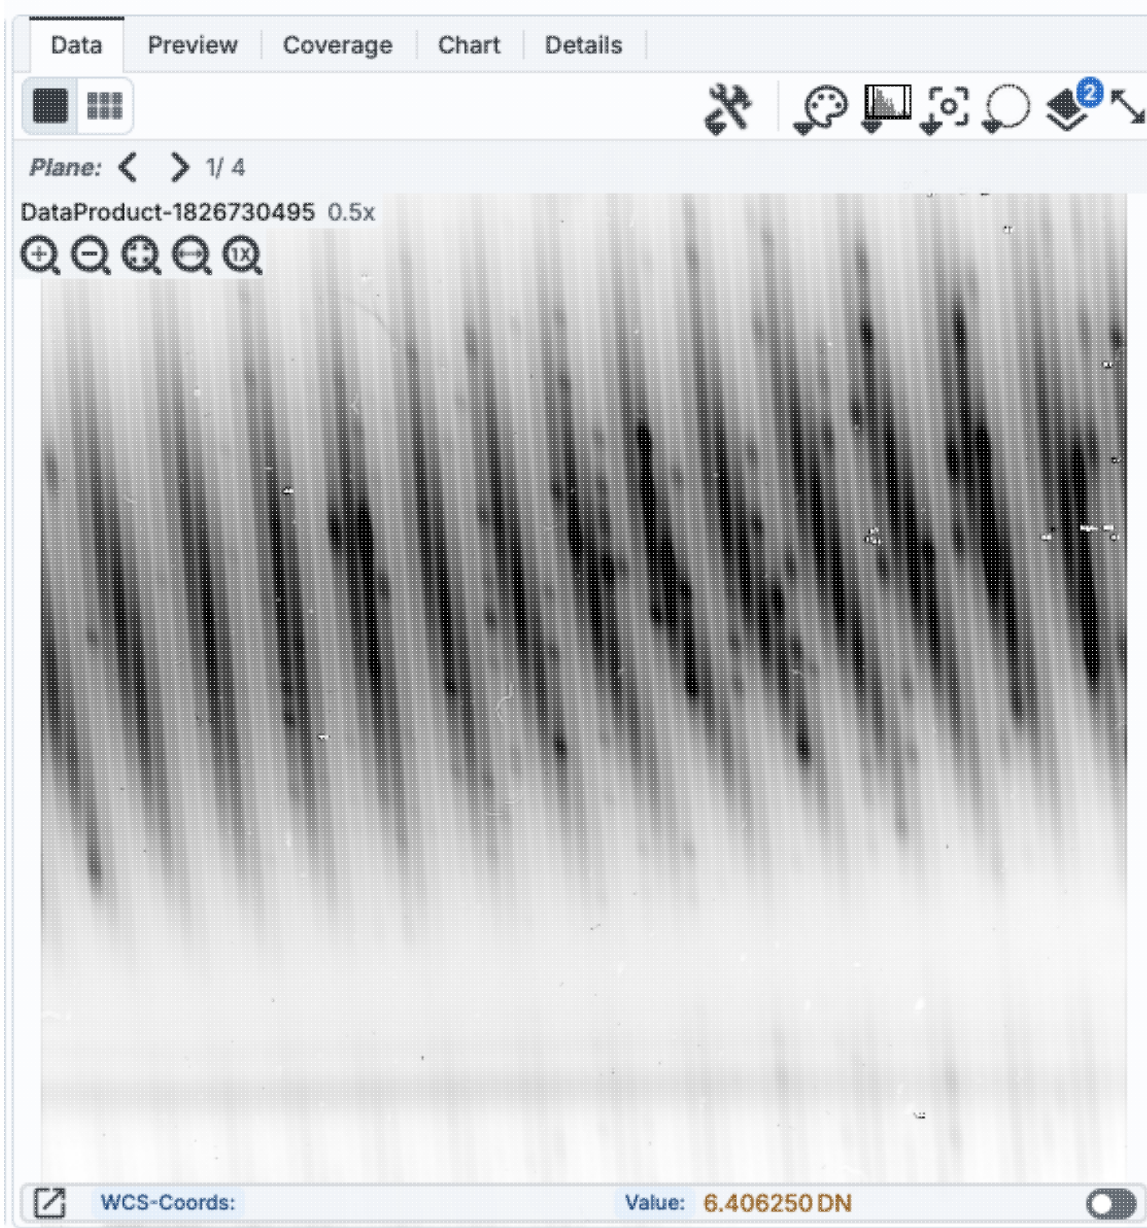 Data Preview Coverage Chart Details
2
Plane: 1/ 4
DataProduct-1826730495 0.5x
1X
WCS-Coords: Value: 6.406250 DN